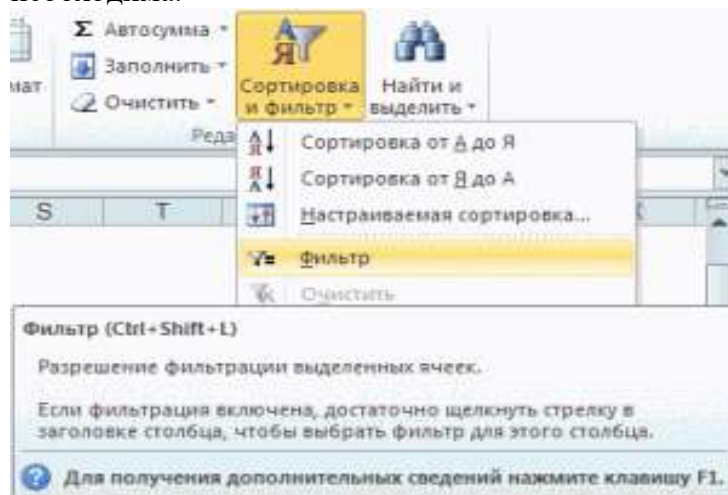 Σ Автосумма
Заполнить
мат
Очистить
Сортировка
и фильтр
Найти и
выделить
Реда
Сортировка от А до Я
Сортировка от Я до А
Настраиваемая сортировка...
S T
Фильтр
Очистить
Фильтр (Ctrl+Shift+L)
Разрешение фильтрации выделенных ячеек.
Если фильтрация включена, достаточно щелкнуть стрелку в
заголовке столбца, чтобы выбрать фильтр для этого столбца.
Для получения дополнительных сведений нажмите клавишу F1.